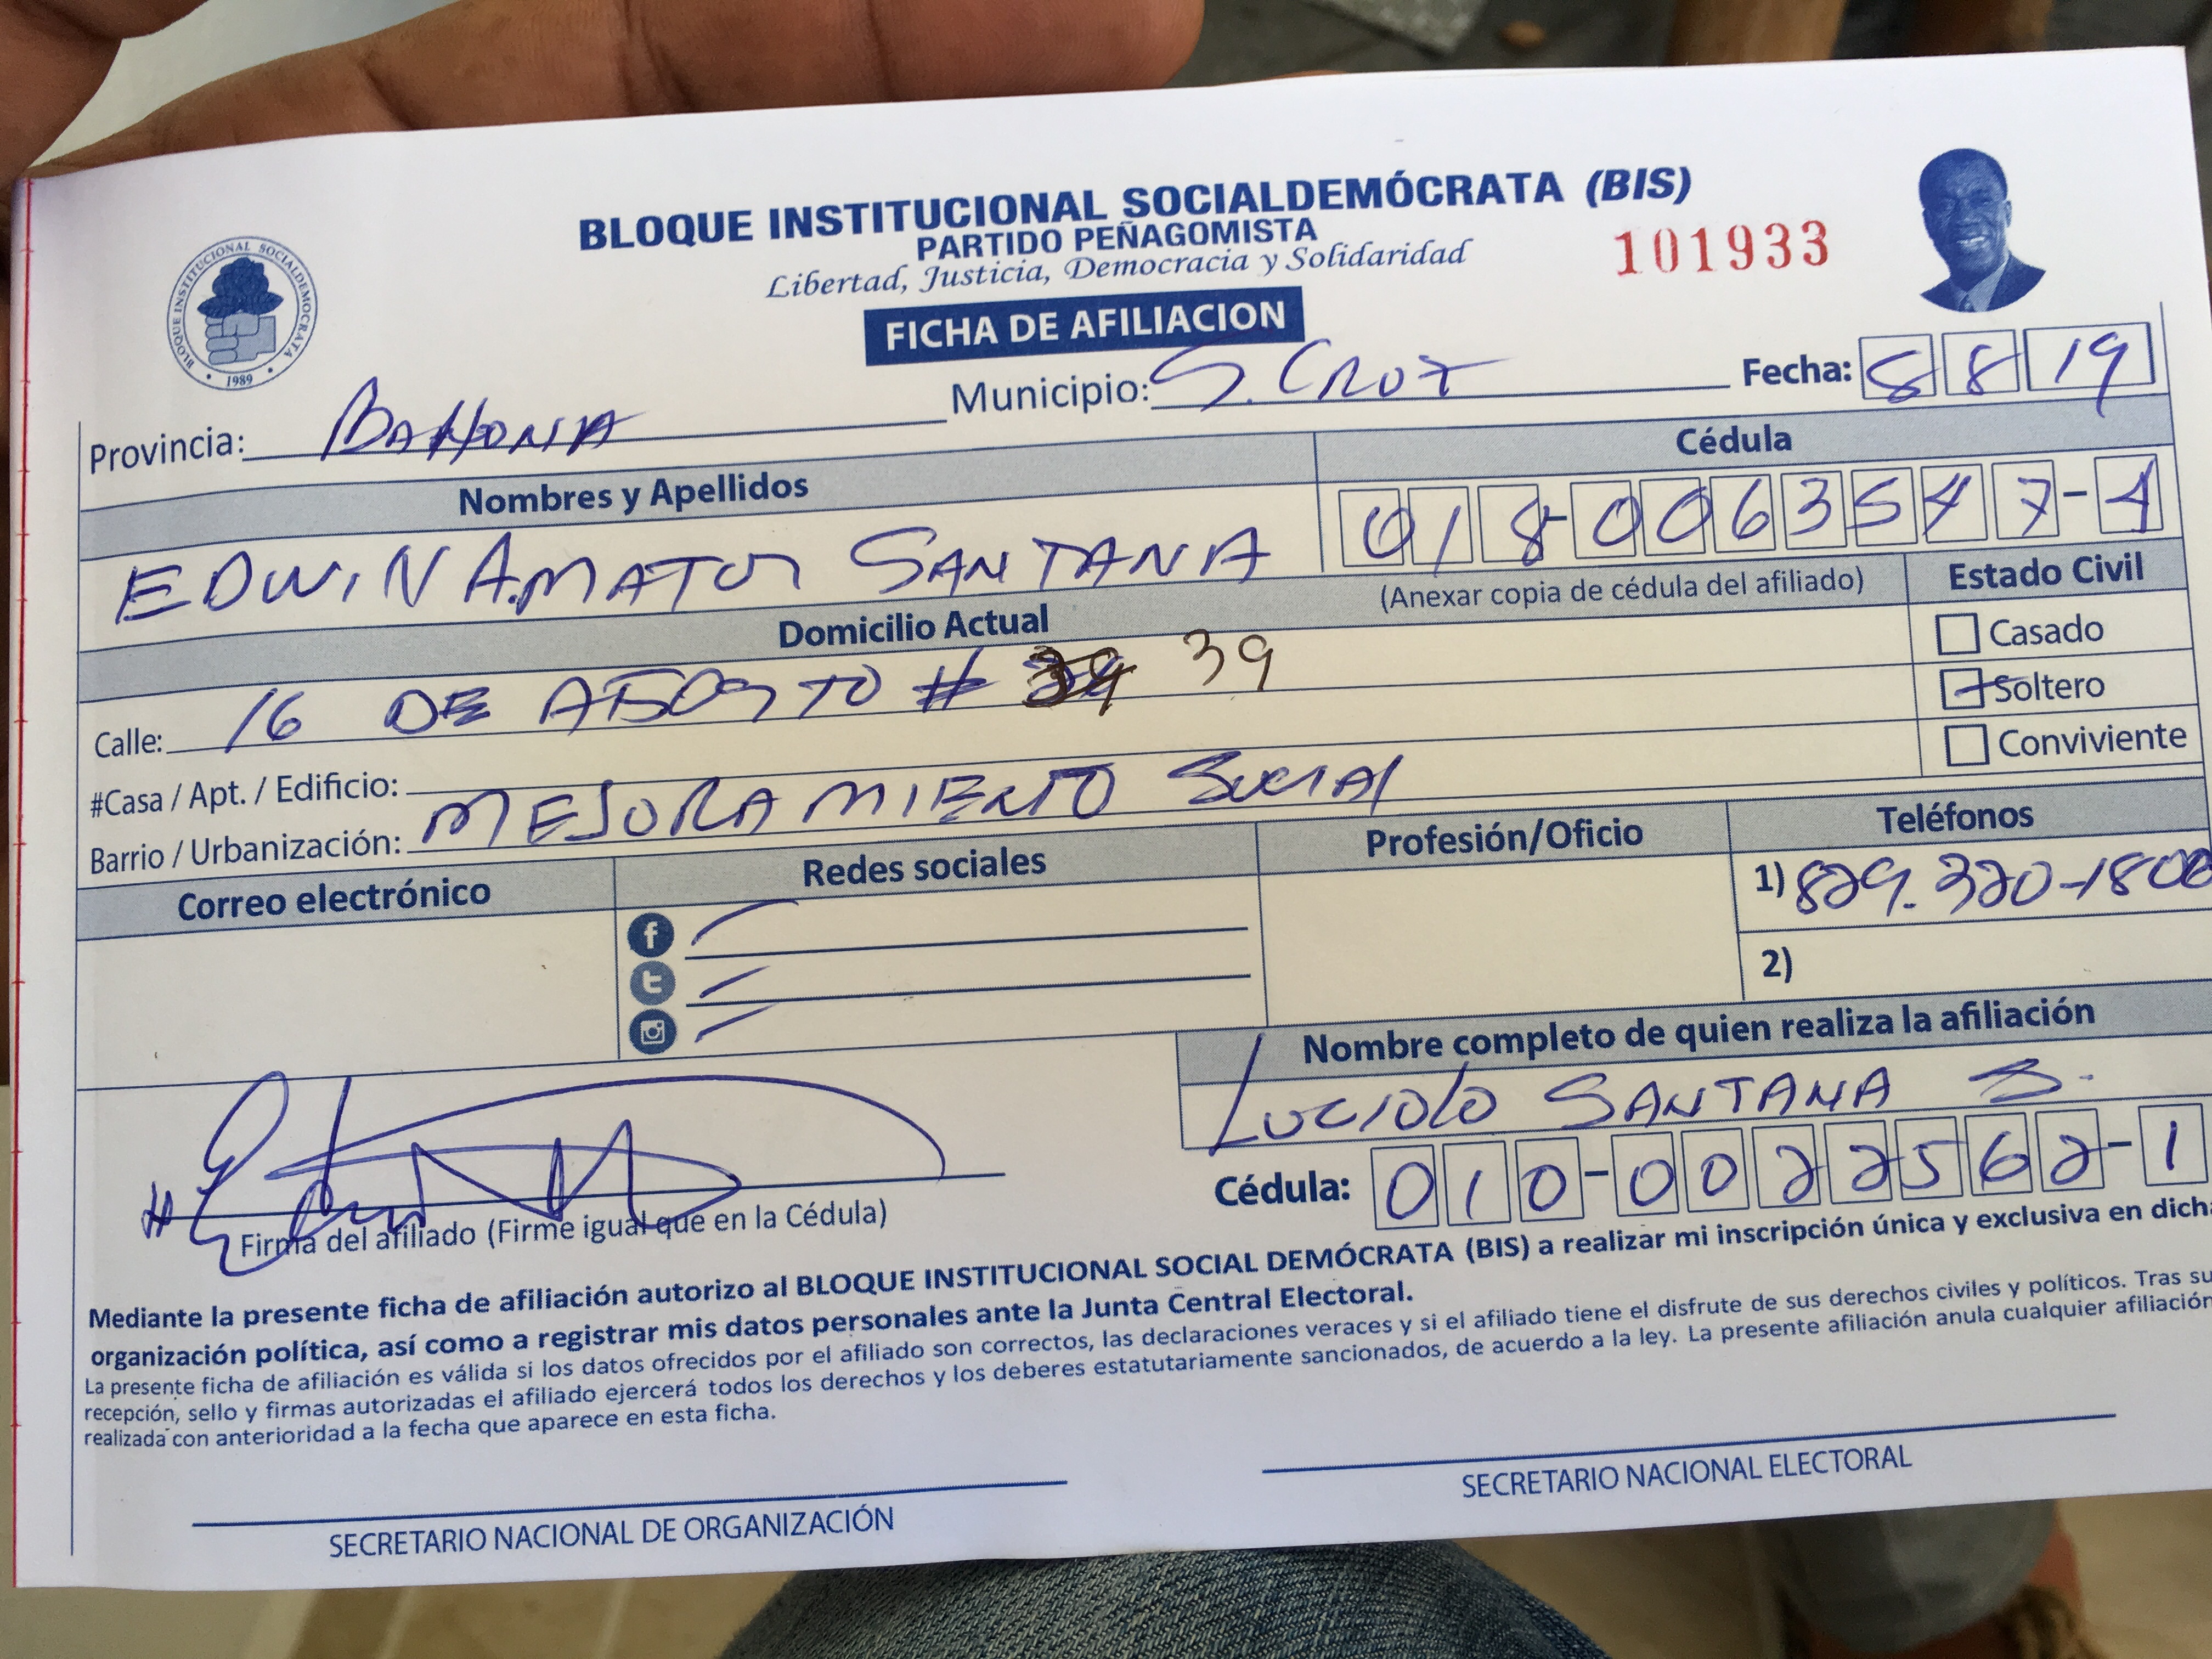 BLOQUE INSTITUCIONAL SOCIALDEMÓCRATA (BIS)
PARTIDO PEÑAGOMISTA
Libertad, Justicia, Democracia y Solidaridad
101933
BLOQUE INSTITUCIONAL SOCIALDEMOCRATA
• 1989 •
FICHA DE AFILIACION
Provincia: BAHONA Municipio: S. CRUZ Fecha: 8 8 19
Nombres y Apellidos Cédula
EDWIN A. MATOS SANTANA 018-0063547-4
(Anexar copia de cédula del afiliado)
Domicilio Actual Estado Civil
Calle: 16 DE AGOSTO # 39
Casado
Soltero
Conviviente
#Casa / Apt. / Edificio:
Barrio / Urbanización: MEJORAMIENTO SOCIAL
Correo electrónico Redes sociales Profesión/Oficio Teléfonos
1) 829-320-1800
2)
Nombre completo de quien realiza la afiliación
LUCIOLO SANTANA S.
Cédula: 010-0022562-1
Firma del afiliado (Firme igual que en la Cédula)
Mediante la presente ficha de afiliación autorizo al BLOQUE INSTITUCIONAL SOCIAL DEMÓCRATA (BIS) a realizar mi inscripción única y exclusiva en dicha
organización política, así como a registrar mis datos personales ante la Junta Central Electoral.
La presente ficha de afiliación es válida si los datos ofrecidos por el afiliado son correctos, las declaraciones veraces y si el afiliado tiene el disfrute de sus derechos civiles y políticos. Tras su
recepción, sello y firmas autorizadas el afiliado ejercerá todos los derechos y los deberes estatutariamente sancionados, de acuerdo a la ley. La presente afiliación anula cualquier afiliación
realizada con anterioridad a la fecha que aparece en esta ficha.
SECRETARIO NACIONAL DE ORGANIZACIÓN
SECRETARIO NACIONAL ELECTORAL